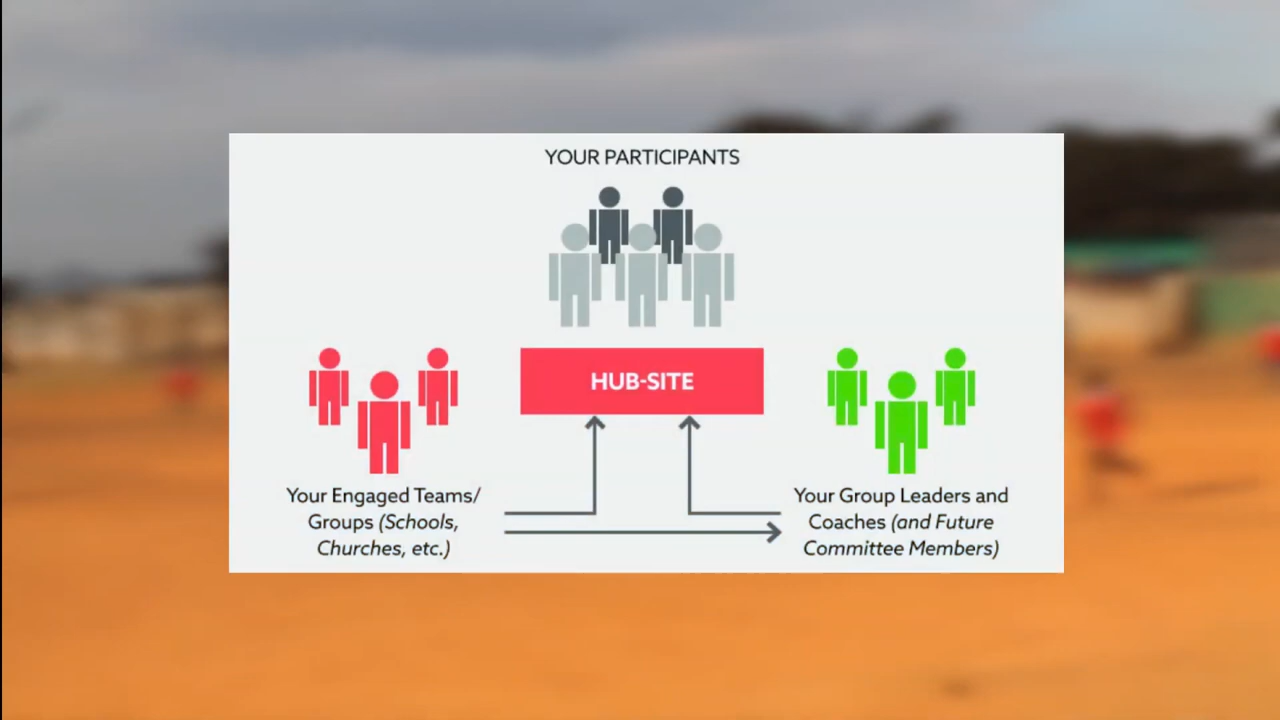 YOUR PARTICIPANTS
HUB-SITE
Your Engaged Teams/
Groups (Schools,
Churches, etc.)
Your Group Leaders and
Coaches (and Future
Committee Members)